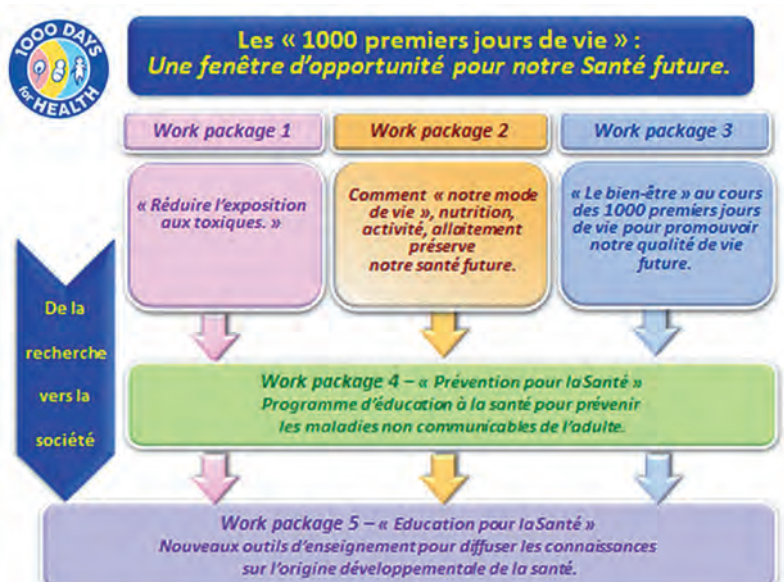 1000 DAYS
for HEALTH
Les « 1000 premiers jours de vie » :
Une fenêtre d'opportunité pour notre Santé future.
Work package 1
Work package 2
Work package 3
« Réduire l'exposition
aux toxiques. »
Comment « notre mode
de vie », nutrition,
activité, allaitement
préserve
notre santé future.
« Le bien-être » au cours
des 1000 premiers jours
de vie pour promouvoir
notre qualité de vie
future.
De la
recherche
vers la
société
Work package 4 – « Prévention pour la Santé »
Programme d'éducation à la santé pour prévenir
les maladies non communicables de l'adulte.
Work package 5 – « Education pour la Santé »
Nouveaux outils d'enseignement pour diffuser les connaissances
sur l'origine développementale de la santé.